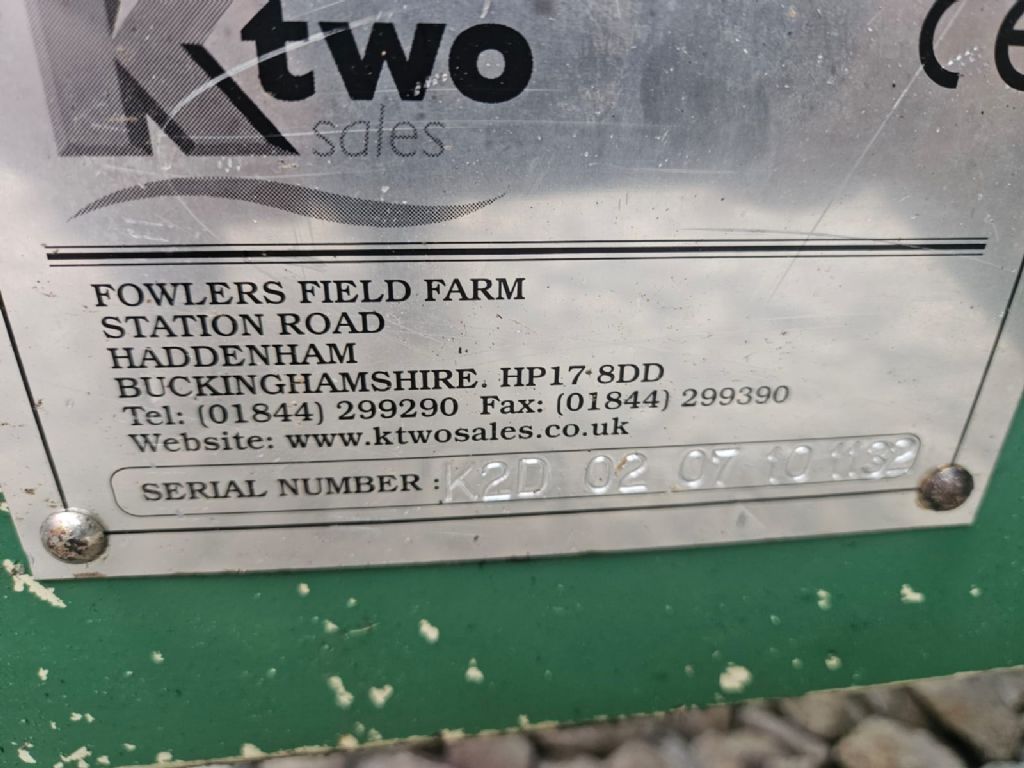 Ktwo
sales
CE
FOWLERS FIELD FARM
STATION ROAD
HADDENHAM
BUCKINGHAMSHIRE. HP17 8DD
Tel: (01844) 299290 Fax: (01844) 299390
Website: www.ktwosales.co.uk
SERIAL NUMBER : K2D 02 07 10 1132